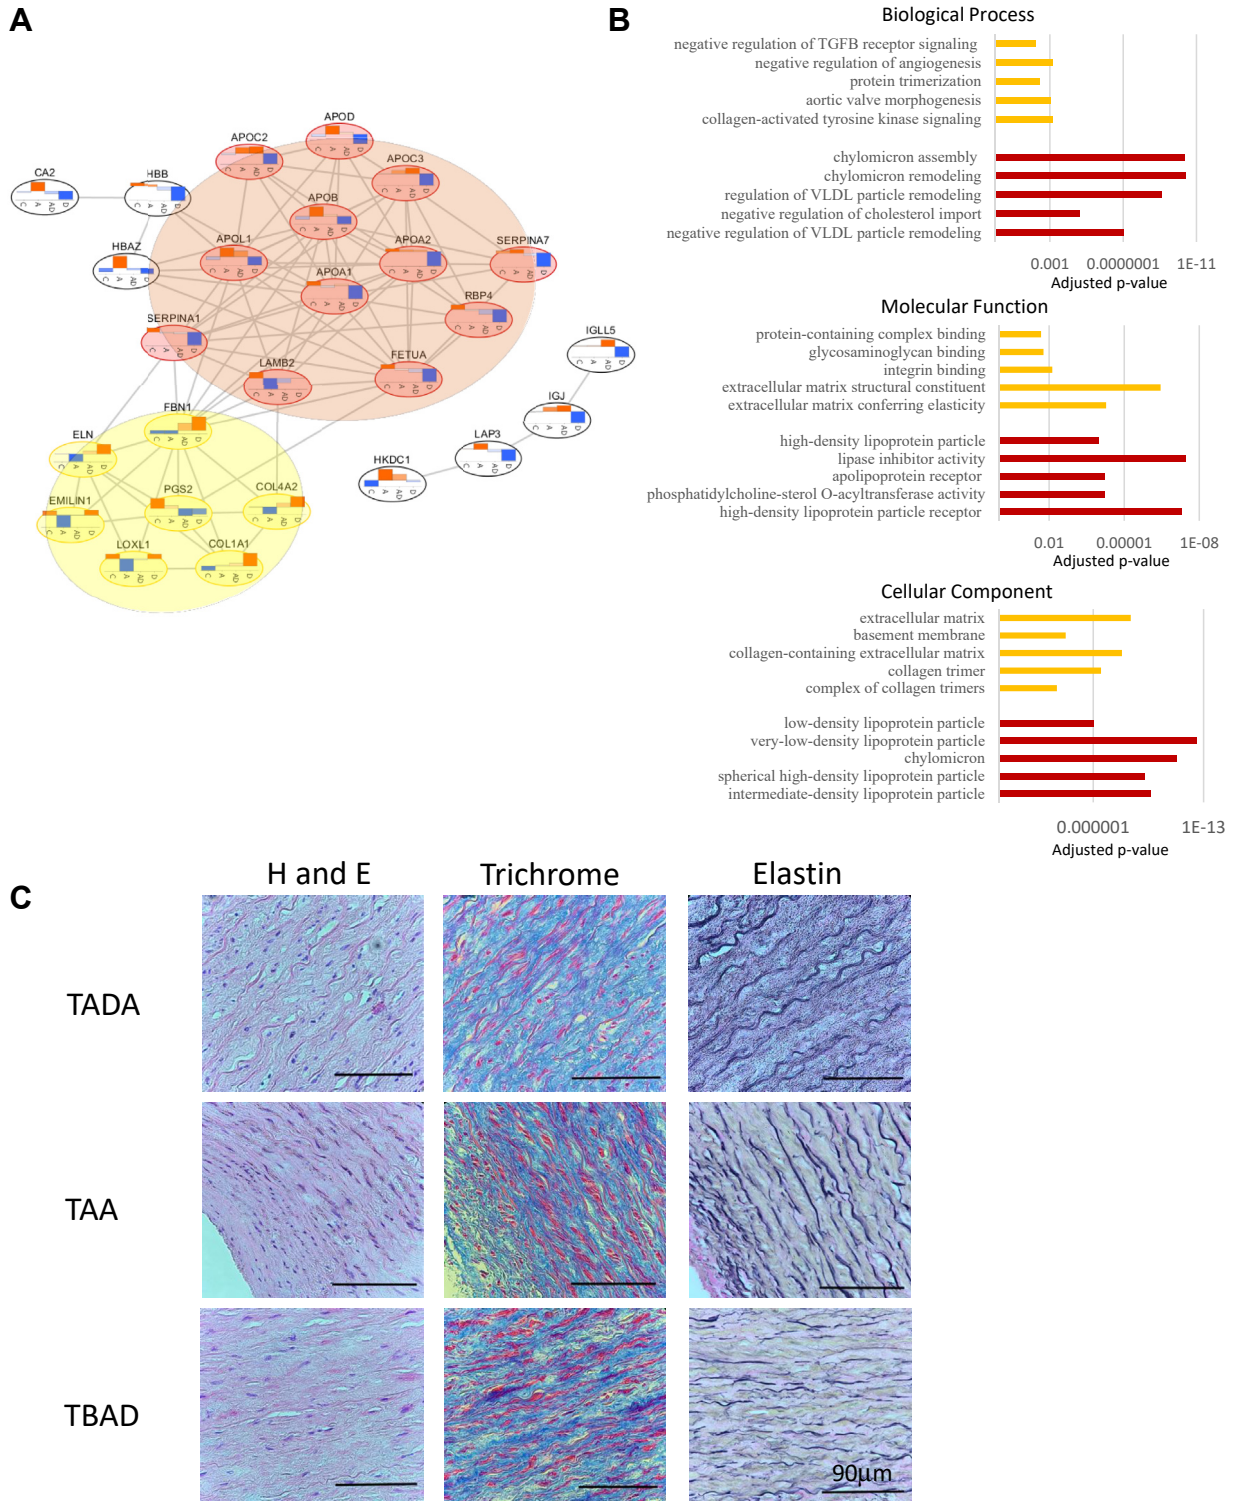 A
APOD
APOC2
APOC3
CA2
HBB
APOB
APOL1
APOA2
SERPINA7
HBAZ
APOA1
RBP4
SERPINA1
IGLL5
LAMB2
FETUA
FBN1
IGJ
ELN
LAP3
HKDC1
PGS2
COL4A2
EMILIN1
LOXL1
COL1A1
C A AD D
B
Biological Process
negative regulation of TGFB receptor signaling
negative regulation of angiogenesis
protein trimerization
aortic valve morphogenesis
collagen-activated tyrosine kinase signaling
chylomicron assembly
chylomicron remodeling
regulation of VLDL particle remodeling
negative regulation of cholesterol import
negative regulation of VLDL particle remodeling
0.001 0.0000001 1E-11
Adjusted p-value
Molecular Function
protein-containing complex binding
glycosaminoglycan binding
integrin binding
extracellular matrix structural constituent
extracellular matrix conferring elasticity
high-density lipoprotein particle
lipase inhibitor activity
apolipoprotein receptor
phosphatidylcholine-sterol O-acyltransferase activity
high-density lipoprotein particle receptor
0.01 0.00001 1E-08
Adjusted p-value
Cellular Component
extracellular matrix
basement membrane
collagen-containing extracellular matrix
collagen trimer
complex of collagen trimers
low-density lipoprotein particle
very-low-density lipoprotein particle
chylomicron
spherical high-density lipoprotein particle
intermediate-density lipoprotein particle
0.000001 1E-13
Adjusted p-value
C
H and E Trichrome Elastin
TADA
TAA
TBAD
90μm